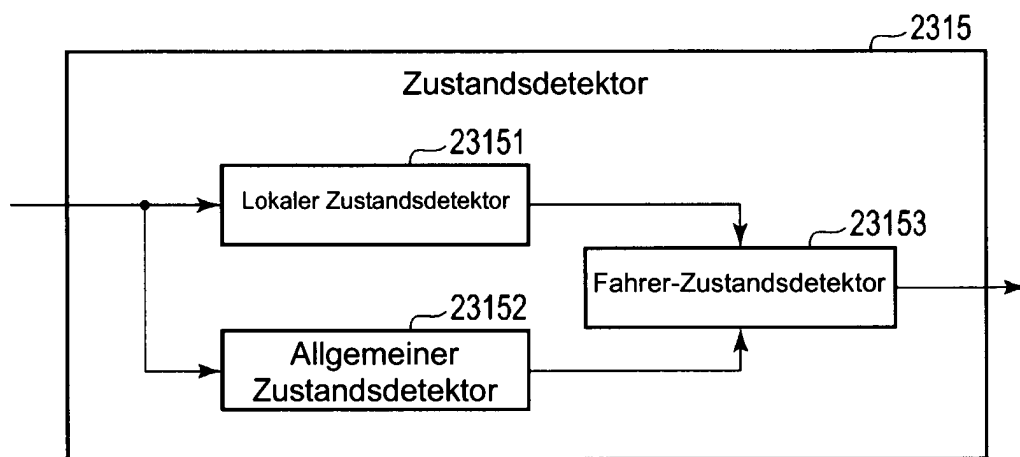 2315
Zustandsdetektor
23151
Lokaler Zustandsdetektor
23153
Fahrer-Zustandsdetektor
23152
Allgemeiner
Zustandsdetektor